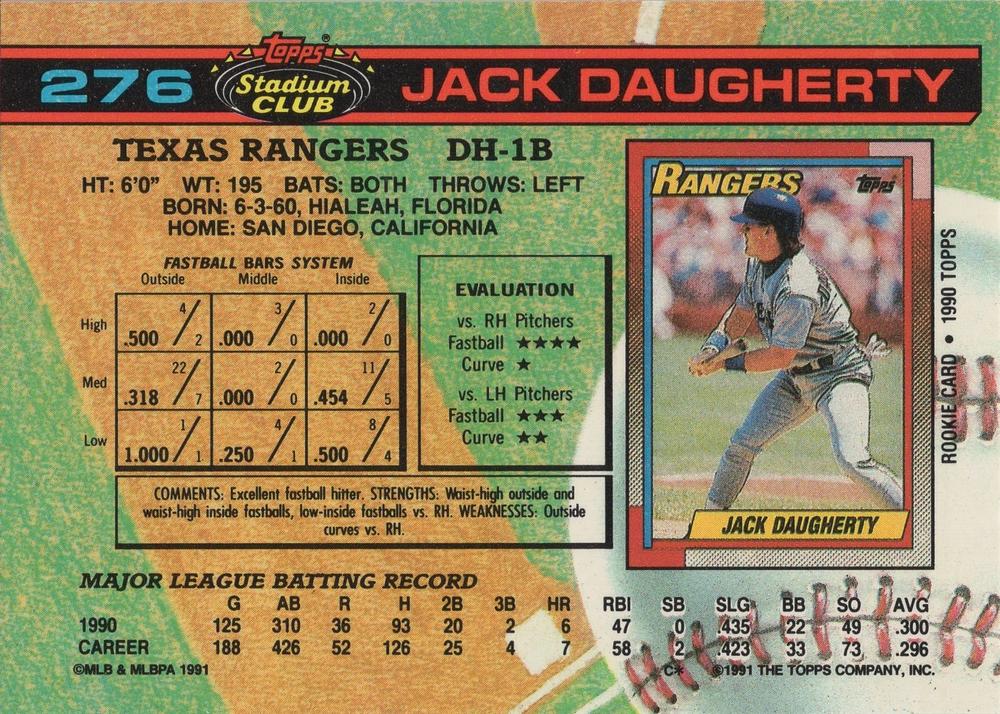 276
Topps®
Stadium
CLUB
JACK DAUGHERTY
TEXAS RANGERS DH-1B
HT: 6'0" WT: 195 BATS: BOTH THROWS: LEFT
BORN: 6-3-60, HIALEAH, FLORIDA
HOME: SAN DIEGO, CALIFORNIA
FASTBALL BARS SYSTEM
Outside Middle Inside
High .500 4/2 .000 3/0 .000 2/0
Med .318 22/7 .000 2/0 .454 11/5
Low 1.000 1/1 .250 4/1 .500 8/4
EVALUATION
vs. RH Pitchers
Fastball ★★★★
Curve ★
vs. LH Pitchers
Fastball ★★★
Curve ★★
COMMENTS: Excellent fastball hitter. STRENGTHS: Waist-high outside and
waist-high inside fastballs, low-inside fastballs vs. RH. WEAKNESSES: Outside
curves vs. RH.
RANGERS
Topps
JACK DAUGHERTY
ROOKIE CARD • 1990 TOPPS
MAJOR LEAGUE BATTING RECORD
G AB R H 2B 3B HR RBI SB SLG BB SO AVG
1990 125 310 36 93 20 2 6 47 0 .435 22 49 .300
CAREER 188 426 52 126 25 4 7 58 2 .423 33 73 .296
©MLB & MLBPA 1991 C* ©1991 THE TOPPS COMPANY, INC.